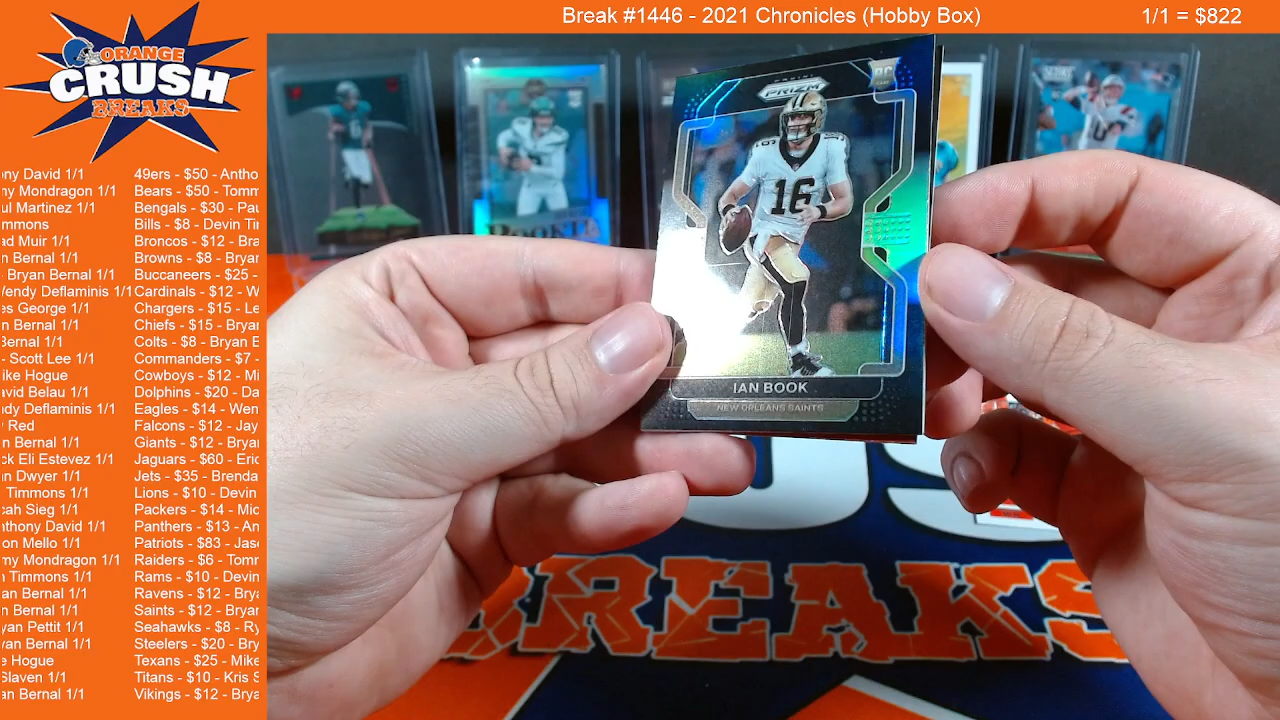 Break #1446 - 2021 Chronicles (Hobby Box)
1/1 = $822
ORANGE
CRUSH
BREAKS
ny David 1/1
49ers - $50 - Antho
ny Mondragon 1/1
Bears - $50 - Tomm
ul Martinez 1/1
Bengals - $30 - Pau
mmons
Bills - $8 - Devin Ti
ad Muir 1/1
Broncos - $12 - Bra
n Bernal 1/1
Browns - $8 - Bryar
- Bryan Bernal 1/1
Buccaneers - $25 -
Wendy Deflaminis 1/1
Cardinals - $12 - W
es George 1/1
Chargers - $15 - Le
n Bernal 1/1
Chiefs - $15 - Bryar
Bernal 1/1
Colts - $8 - Bryan E
- Scott Lee 1/1
Commanders - $7 -
ike Hogue
Cowboys - $12 - Mi
avid Belau 1/1
Dolphins - $20 - Da
dy Deflaminis 1/1
Eagles - $14 - Wen
Red
Falcons - $12 - Jay
n Bernal 1/1
Giants - $12 - Bryar
ck Eli Estevez 1/1
Jaguars - $60 - Eric
n Dwyer 1/1
Jets - $35 - Brenda
Timmons 1/1
Lions - $10 - Devin
cah Sieg 1/1
Packers - $14 - Mic
nthony David 1/1
Panthers - $13 - An
on Mello 1/1
Patriots - $83 - Jaso
my Mondragon 1/1
Raiders - $6 - Tomr
Timmons 1/1
Rams - $10 - Devin
an Bernal 1/1
Ravens - $12 - Brya
n Bernal 1/1
Saints - $12 - Bryar
yan Pettit 1/1
Seahawks - $8 - Ry
yan Bernal 1/1
Steelers - $20 - Bry
e Hogue
Texans - $25 - Mike
Slaven 1/1
Titans - $10 - Kris S
an Bernal 1/1
Vikings - $12 - Brya
PANINI
PRIZM
RC
16
IAN BOOK
NEW ORLEANS SAINTS
BREAKS